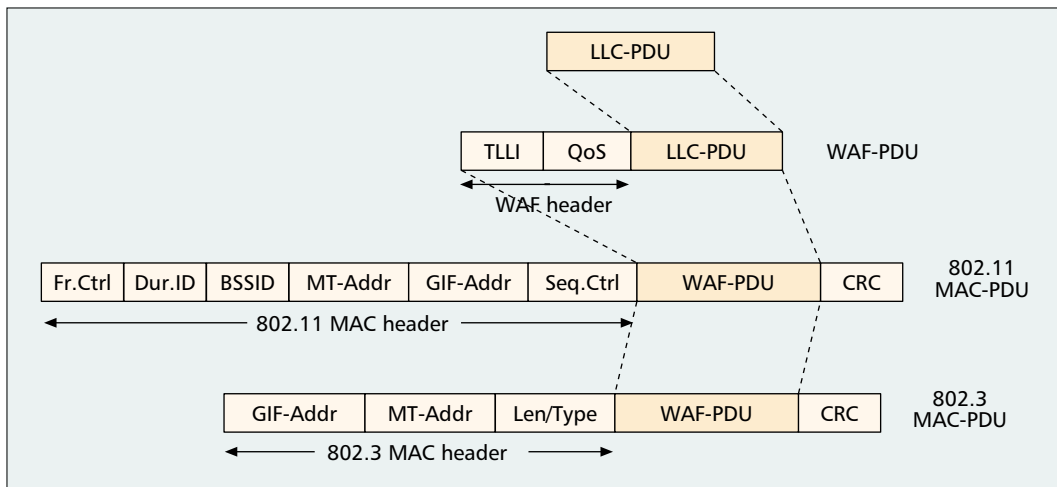 LLC-PDU
TLLI QoS LLC-PDU WAF-PDU
WAF header
Fr.Ctrl Dur.ID BSSID MT-Addr GIF-Addr Seq.Ctrl WAF-PDU CRC 802.11
MAC-PDU
802.11 MAC header
GIF-Addr MT-Addr Len/Type WAF-PDU CRC 802.3
MAC-PDU
802.3 MAC header